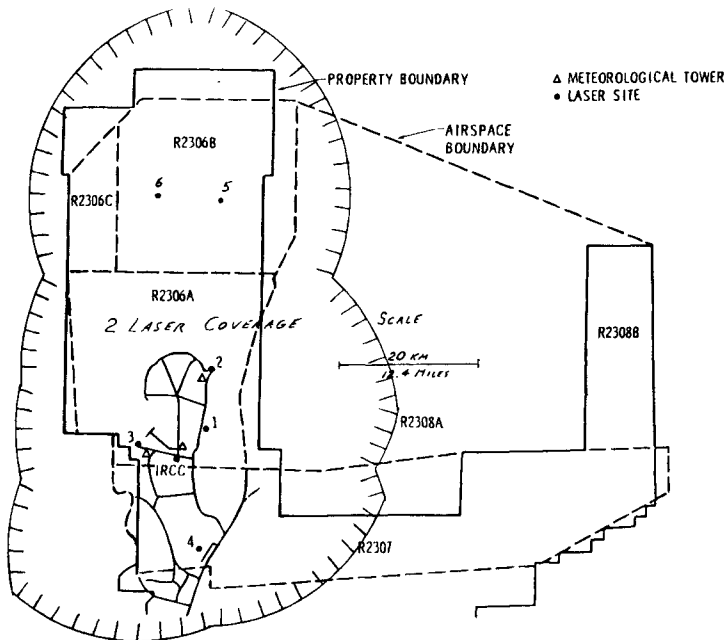 PROPERTY BOUNDARY
△ METEOROLOGICAL TOWER
• LASER SITE
AIRSPACE
BOUNDARY
R2306B
R2306C
6
5
R2306A
2 LASER COVERAGE
SCALE
20 KM
12.4 MILES
R2308B
2
1
3
IRCC
R2308A
4
R2307